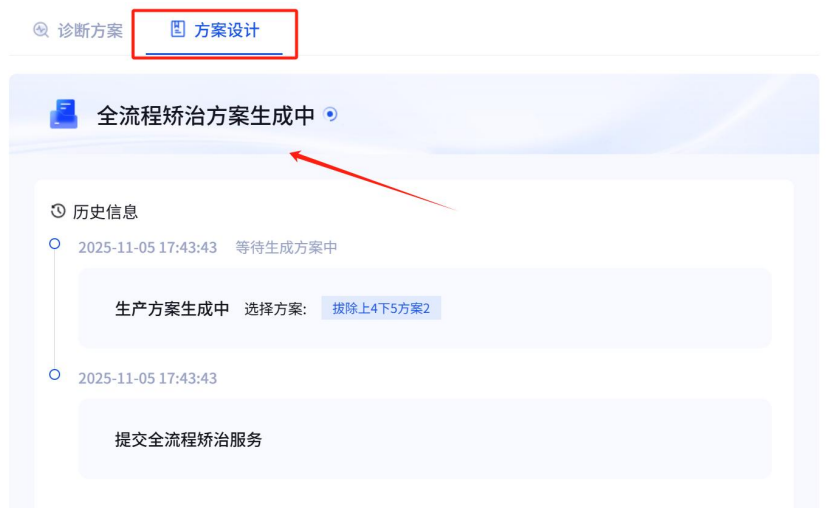 诊断方案 方案设计
全流程矫治方案生成中
历史信息
2025-11-05 17:43:43 等待生成方案中
生产方案生成中 选择方案: 拔除上4下5方案2
2025-11-05 17:43:43
提交全流程矫治服务